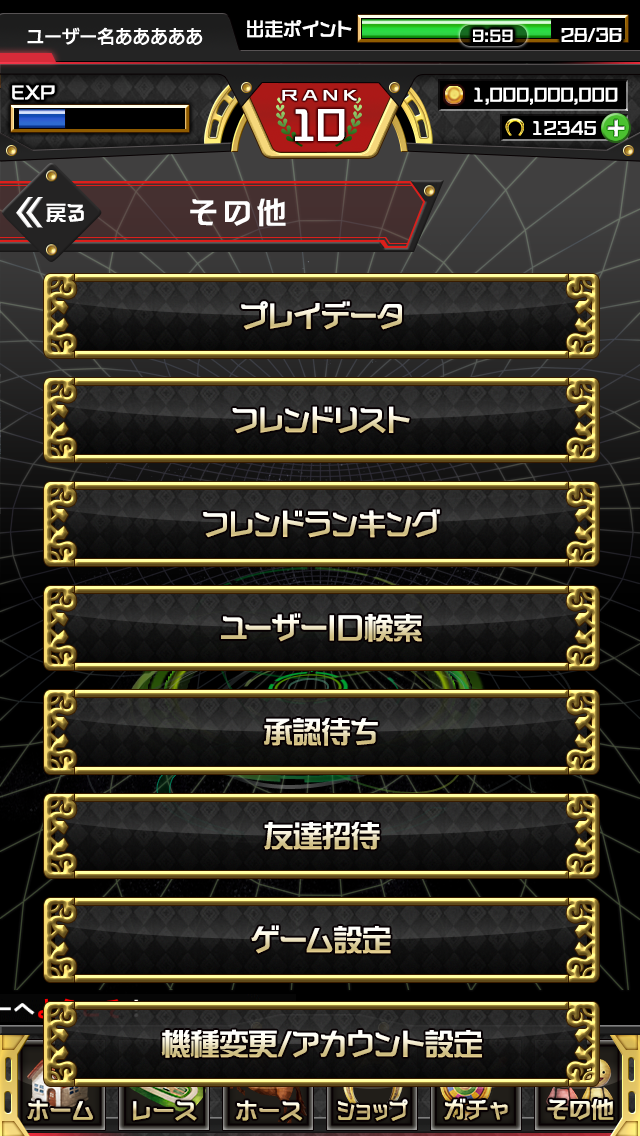 ユーザー名あああああ
出走ポイント
9:59
28/36
EXP
RANK
10
1,000,000,000
12345
戻る
その他
プレイデータ
フレンドリスト
フレンドランキング
ユーザーID検索
承認待ち
友達招待
ゲーム設定
ーへ
機種変更/アカウント設定
ホーム
レース
ホース
ショップ
ガチャ
その他